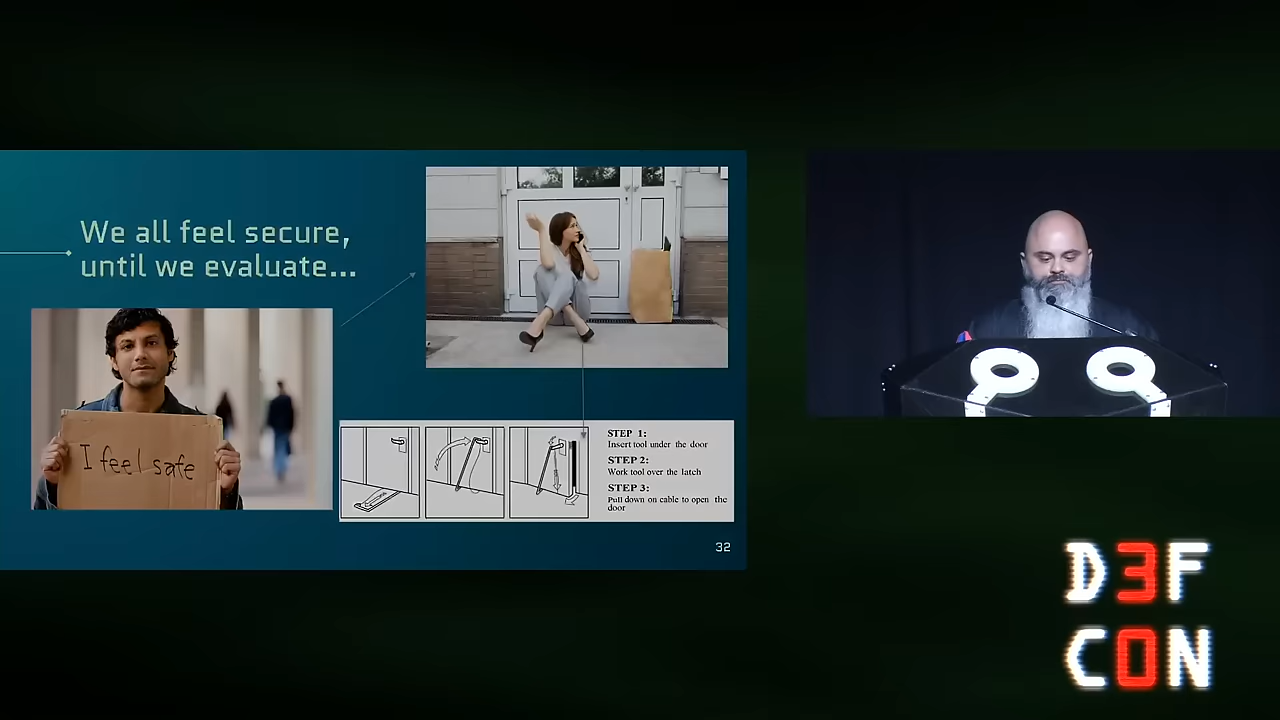 We all feel secure,
until we evaluate...
I feel safe
STEP 1:
Insert tool under the door
STEP 2:
Work tool over the latch
STEP 3:
Pull down on cable to open the
door
32
D3F
C0N